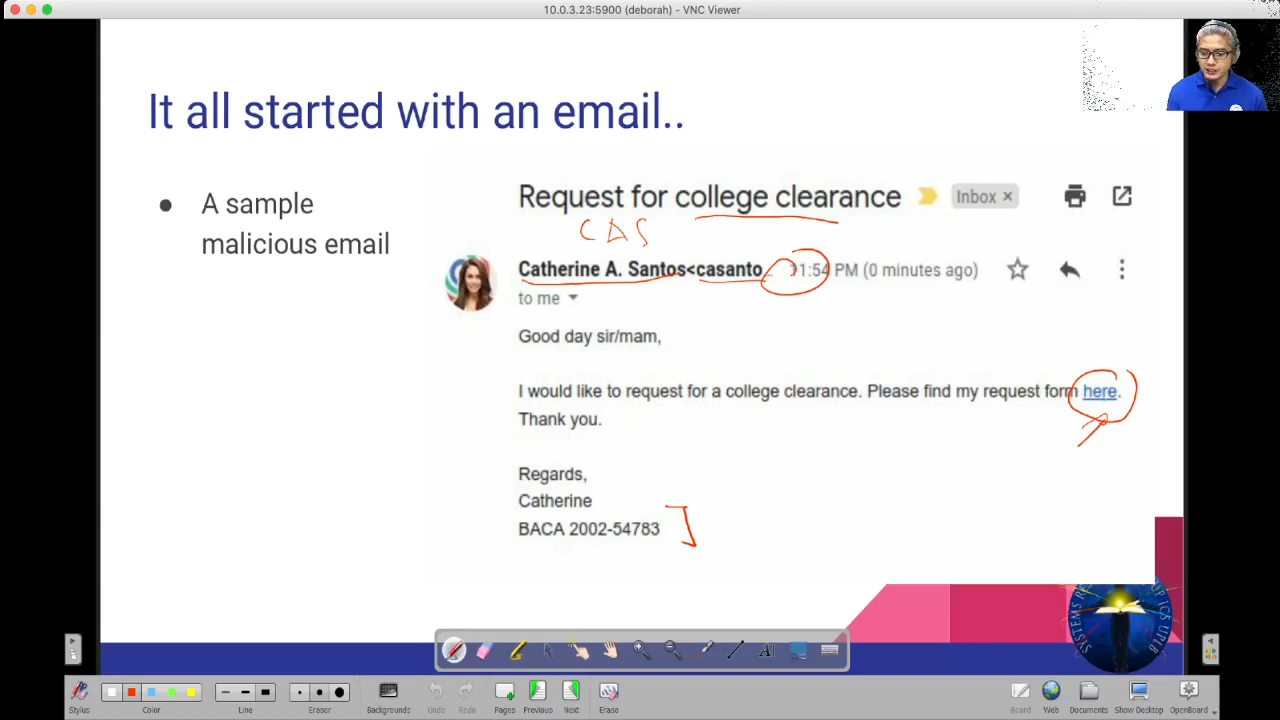 10.0.3.23:5900 (deborah) - VNC Viewer
It all started with an email..
● A sample
malicious email
Request for college clearance
Inbox ×
CAS
Catherine A. Santos<casanto
11:54 PM (0 minutes ago)
to me
Good day sir/mam,
I would like to request for a college clearance. Please find my request form here.
Thank you.
Regards,
Catherine
BACA 2002-54783
Stylus
Color
Line
Eraser
Backgrounds
Undo
Redo
Pages
Previous
Next
Erase
Board
Web
Documents
Show Desktop
OpenBoard